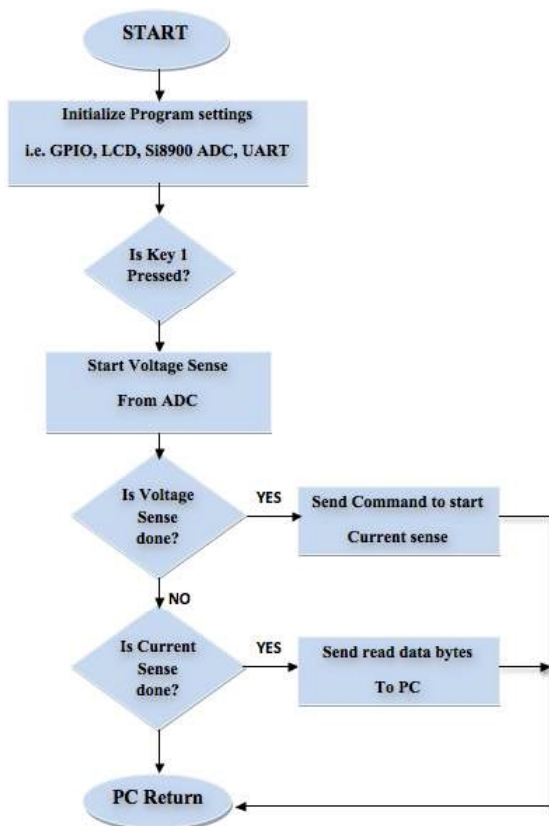 START
Initialize Program settings
i.e. GPIO, LCD, Si8900 ADC, UART
Is Key 1
Pressed?
Start Voltage Sense
From ADC
Is Voltage
Sense
done?
YES
Send Command to start
Current sense
NO
Is Current
Sense
done?
YES
Send read data bytes
To PC
PC Return